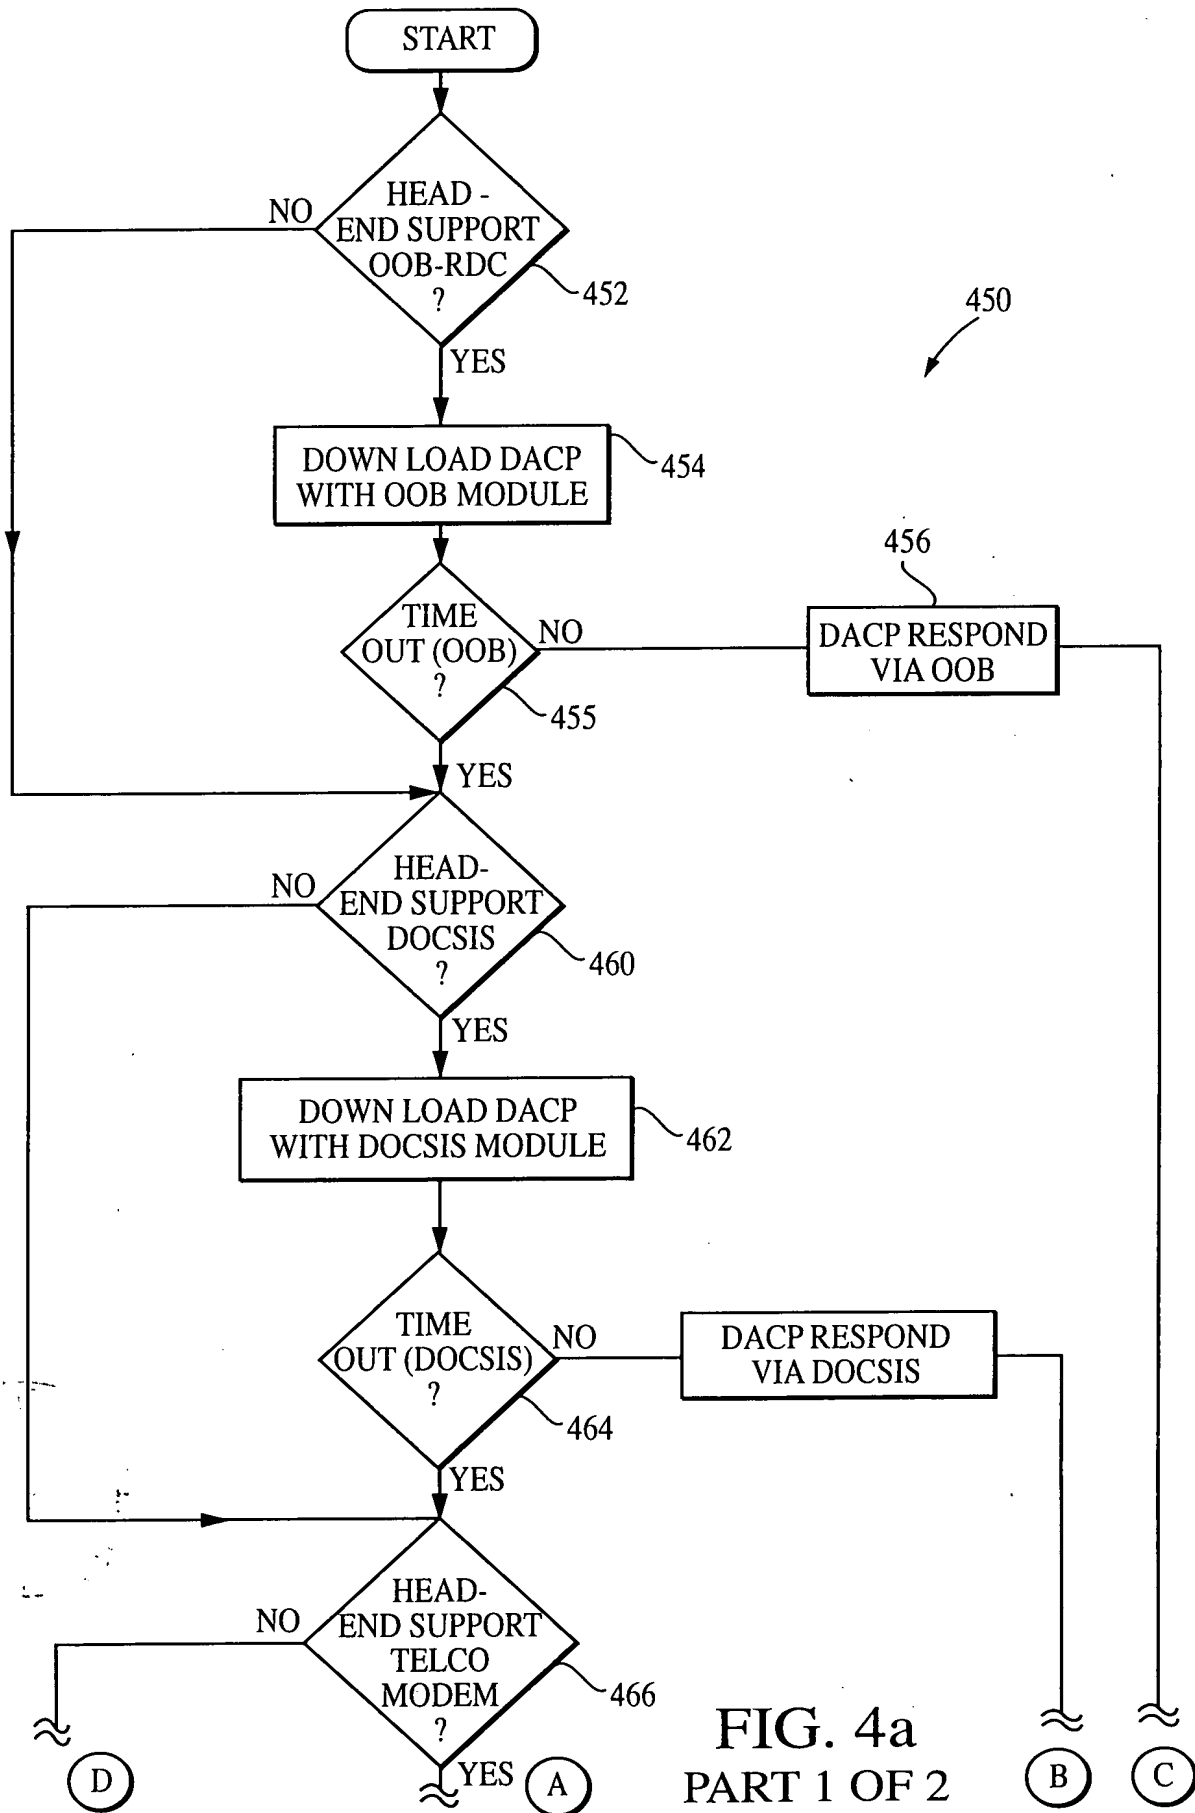 START
HEAD -
END SUPPORT
OOB-RDC
?
NO
452
YES
450
DOWN LOAD DACP
WITH OOB MODULE
454
TIME
OUT (OOB)
?
NO
455
456
DACP RESPOND
VIA OOB
YES
HEAD-
END SUPPORT
DOCSIS
?
NO
460
YES
DOWN LOAD DACP
WITH DOCSIS MODULE
462
TIME
OUT (DOCSIS)
?
NO
464
DACP RESPOND
VIA DOCSIS
YES
HEAD-
END SUPPORT
TELCO
MODEM
?
NO
466
YES
D
A
B
C
FIG. 4a
PART 1 OF 2